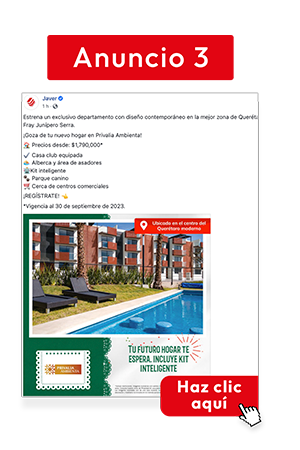 Anuncio 3
Javer
1 h ·
Estrena un exclusivo departamento con diseño contemporáneo en la mejor zona de Queréta
Fray Junípero Serra.
¡Goza de tu nuevo hogar en Privalia Ambienta!
Precios desde: $1,790,000*
Casa club equipada
Alberca y área de asadores
Kit inteligente
Parque canino
Cerca de centros comerciales
¡REGÍSTRATE!
*Vigencia al 30 de septiembre de 2023.
Ubicado en el centro del
Querétaro moderno
TU FUTURO HOGAR TE
ESPERA. INCLUYE KIT
INTELIGENTE
PRIVALIA
Haz clic
aquí